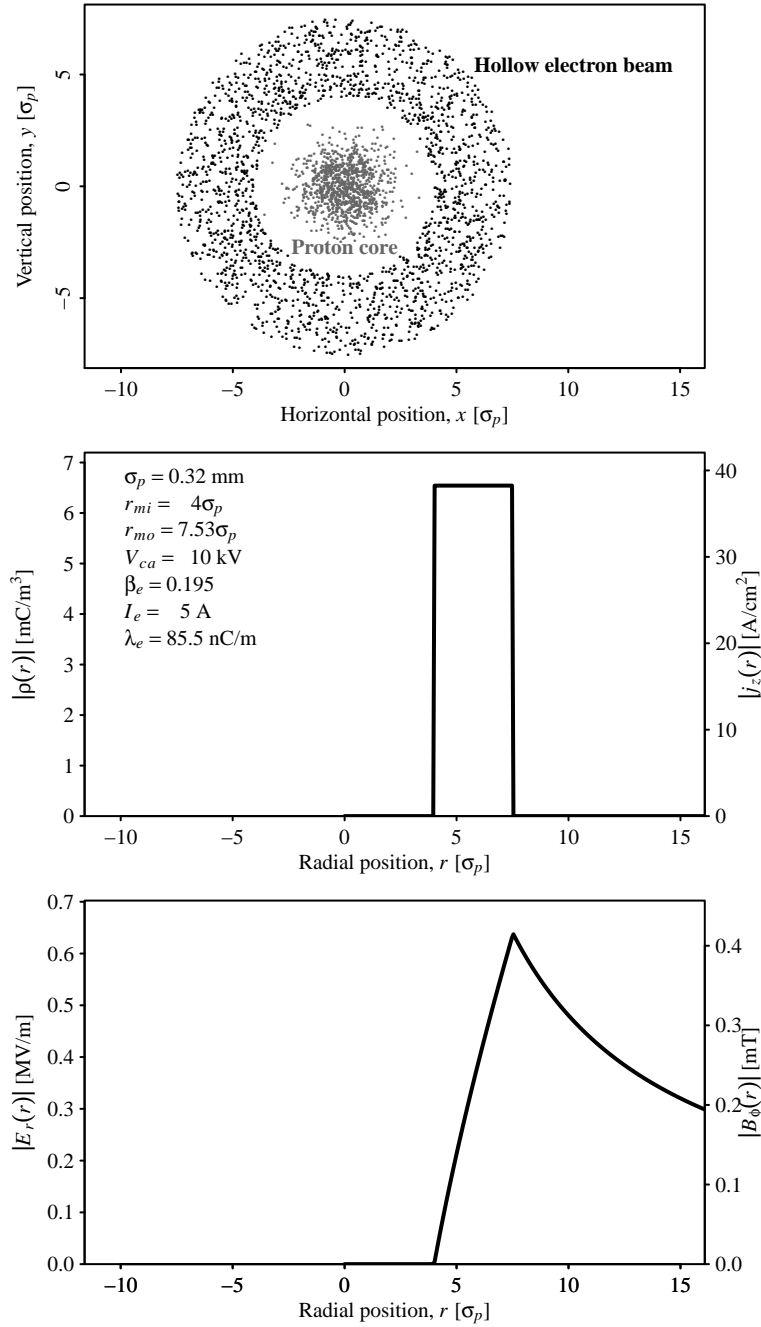 Vertical position, y [σp]
5
0
−5
Hollow electron beam
Proton core
−10 −5 0 5 10 15
Horizontal position, x [σp]
|ρ(r)| [mC/m³]
7
6
5
4
3
2
1
0
σp = 0.32 mm
rmi = 4σp
rmo = 7.53σp
Vca = 10 kV
βe = 0.195
Ie = 5 A
λe = 85.5 nC/m
40
30
20
10
0
|jz(r)| [A/cm²]
−10 −5 0 5 10 15
Radial position, r [σp]
|Er(r)| [MV/m]
0.7
0.6
0.5
0.4
0.3
0.2
0.1
0.0
0.4
0.3
0.2
0.1
0.0
|Bϕ(r)| [mT]
−10 −5 0 5 10 15
Radial position, r [σp]